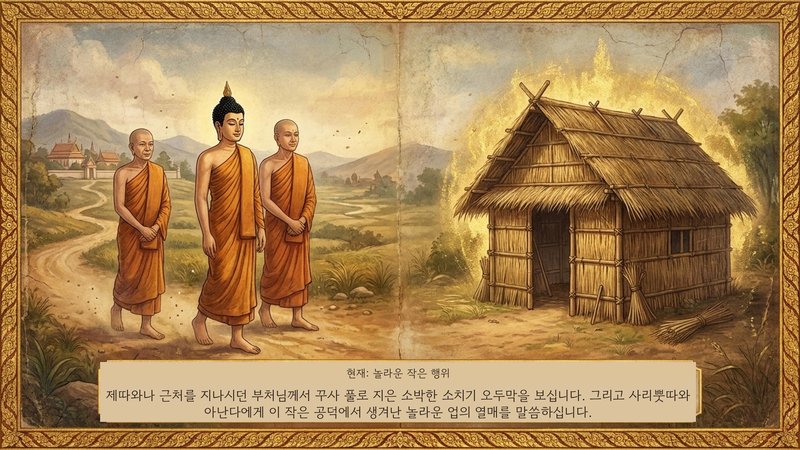 현재: 놀라운 작은 행위
제따와나 근처를 지나시던 부처님께서 꾸사 풀로 지은 소박한 소치기 오두막을 보십니다. 그리고 사리뿟따와
아난다에게 이 작은 공덕에서 생겨난 놀라운 업의 열매를 말씀하십니다.